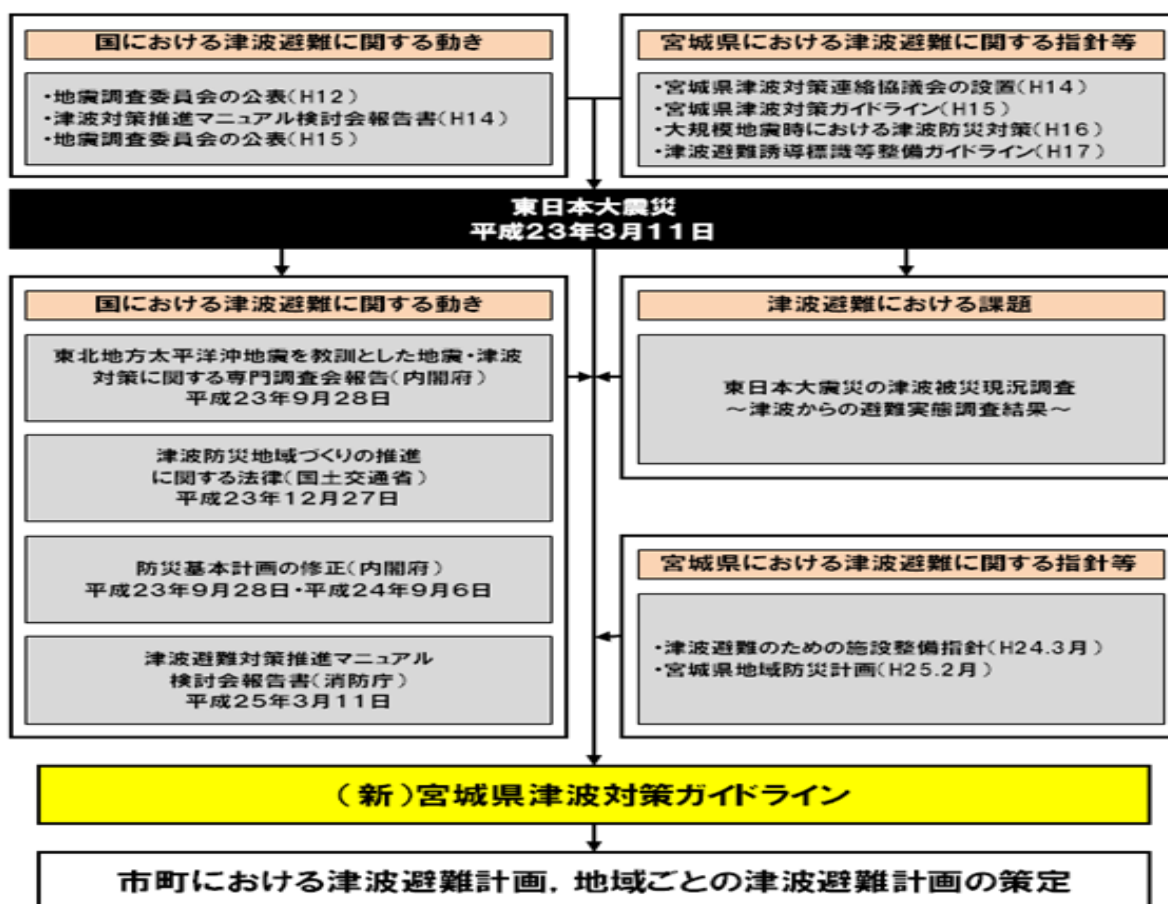 国における津波避難に関する動き
・地震調査委員会の公表(H12)
・津波対策推進マニュアル検討会報告書(H14)
・地震調査委員会の公表(H15)
宮城県における津波避難に関する指針等
・宮城県津波対策連絡協議会の設置(H14)
・宮城県津波対策ガイドライン(H15)
・大規模地震時における津波防災対策(H16)
・津波避難誘導標識等整備ガイドライン(H17)
東日本大震災
平成23年3月11日
国における津波避難に関する動き
東北地方太平洋沖地震を教訓とした地震・津波
対策に関する専門調査会報告(内閣府)
平成23年9月28日
津波防災地域づくりの推進
に関する法律(国土交通省)
平成23年12月27日
防災基本計画の修正(内閣府)
平成23年9月28日・平成24年9月6日
津波避難対策推進マニュアル
検討会報告書(消防庁)
平成25年3月11日
津波避難における課題
東日本大震災の津波被災現況調査
~津波からの避難実態調査結果~
宮城県における津波避難に関する指針等
・津波避難のための施設整備指針(H24.3月)
・宮城県地域防災計画(H25.2月)
(新)宮城県津波対策ガイドライン
市町における津波避難計画,地域ごとの津波避難計画の策定